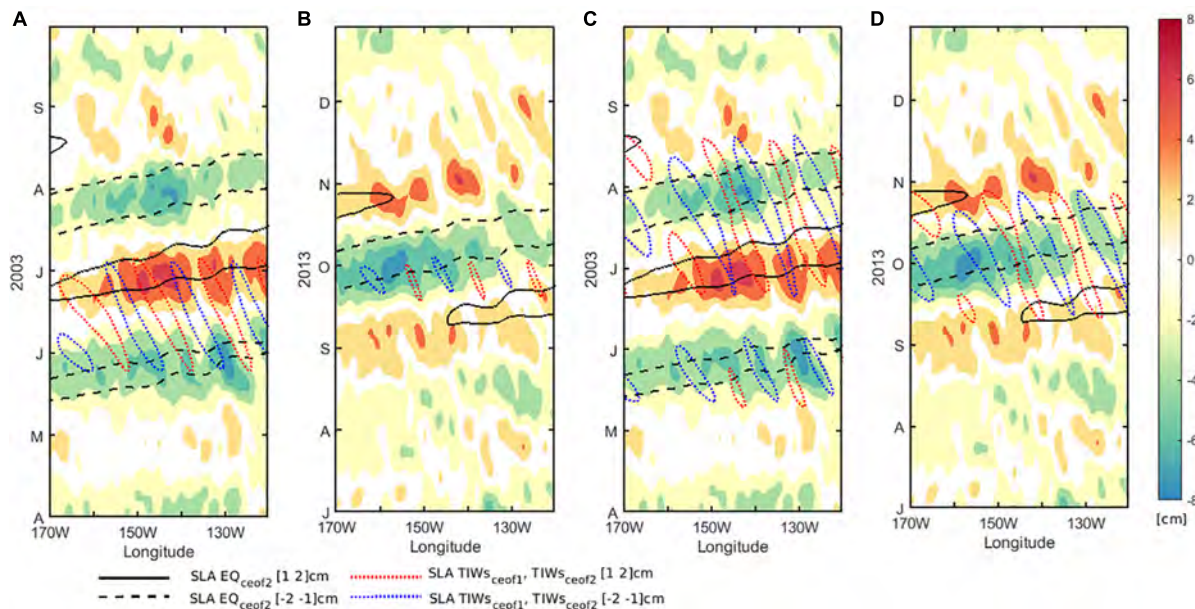 A
B
C
D
S
A
J
J
M
A
2003
170W
150W
130W
Longitude
D
N
O
S
A
J
2013
170W
150W
130W
Longitude
S
A
J
J
M
A
2003
170W
150W
130W
Longitude
D
N
O
S
A
J
2013
170W
150W
130W
Longitude
8
6
4
2
0
-2
-4
-6
-8
[cm]
SLA EQceof2 [1 2]cm
SLA TIWsceof1, TIWsceof2 [1 2]cm
SLA EQceof2 [-2 -1]cm
SLA TIWsceof1, TIWsceof2 [-2 -1]cm